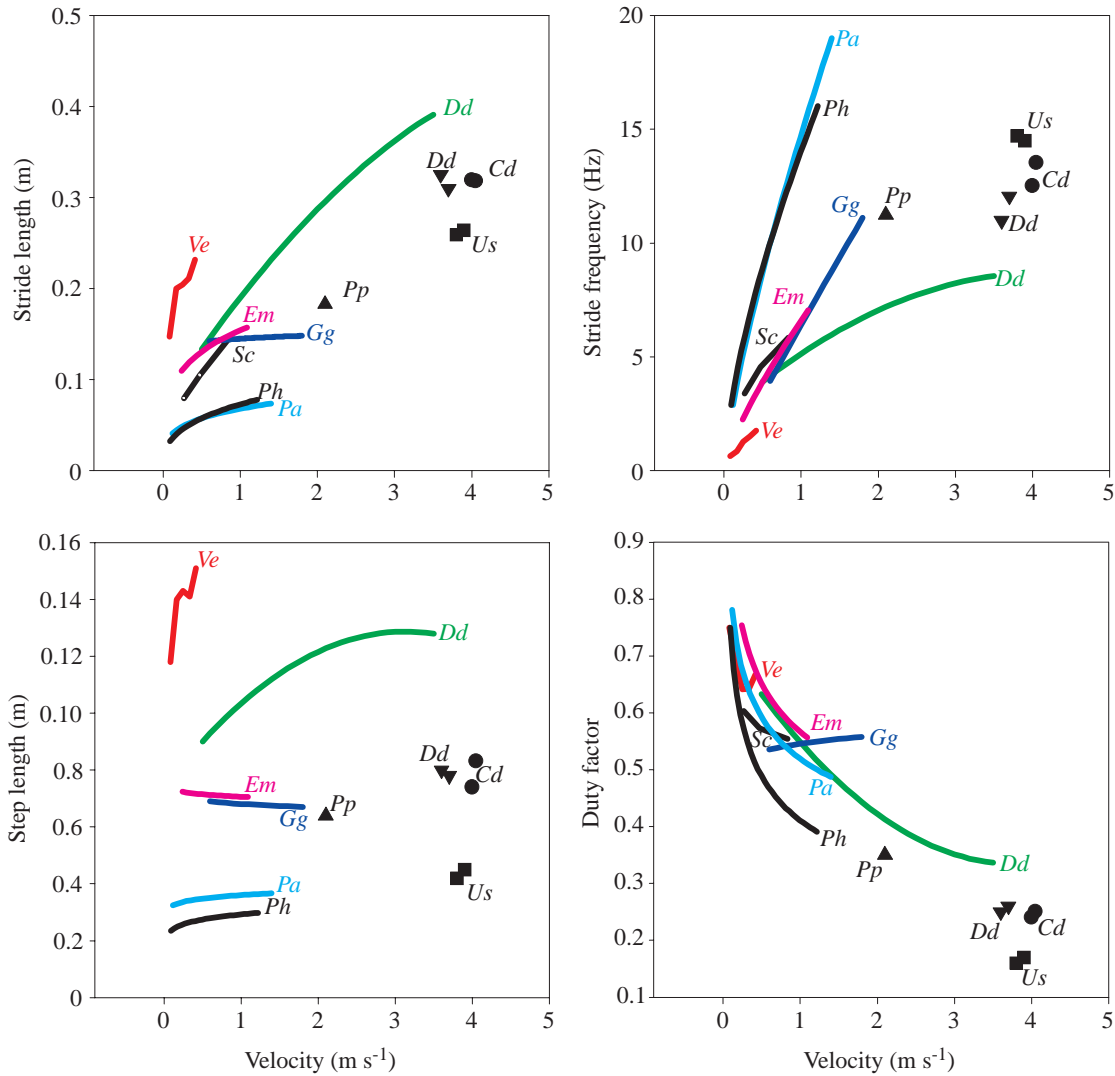 0.5
0.4
0.3
0.2
0.1
0
Stride length (m)
0 1 2 3 4 5
Ve
Dd
Dd
Cd
Us
Pp
Em
Gg
Sc
Ph
Pa
20
15
10
5
0
Stride frequency (Hz)
0 1 2 3 4 5
Pa
Ph
Us
Cd
Gg
Pp
Dd
Em
Dd
Sc
Ve
0.16
0.14
0.12
0.10
0.8
0.6
0.4
0.2
0
Step length (m)
0 1 2 3 4 5
Velocity (m s-1)
Ve
Dd
Dd
Cd
Em
Gg
Pp
Us
Pa
Ph
0.9
0.8
0.7
0.6
0.5
0.4
0.3
0.2
0.1
Duty factor
0 1 2 3 4 5
Velocity (m s-1)
Ve
Em
Sc
Gg
Pa
Ph
Pp
Dd
Dd
Cd
Us